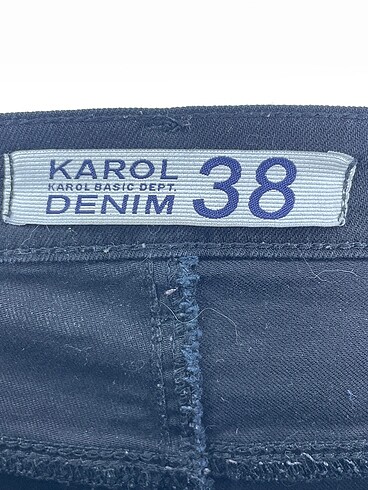 KAROL
KAROL BASIC DEPT.
DENIM
38